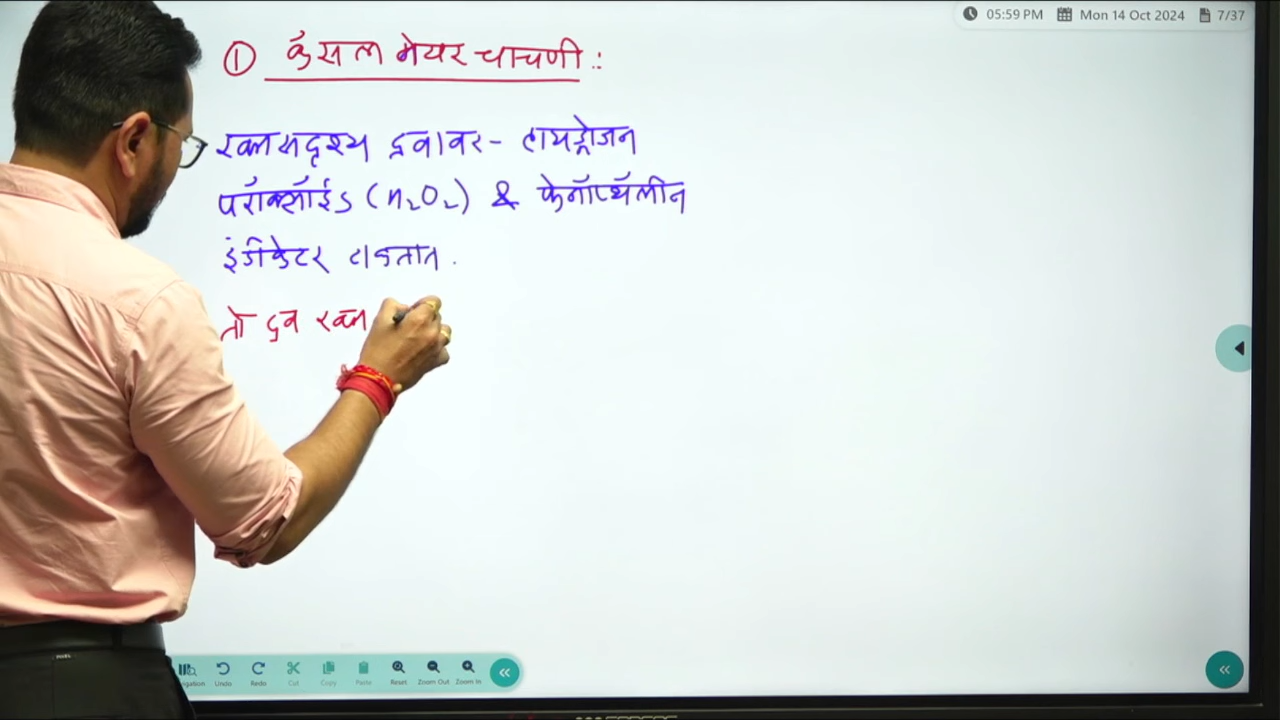 05:59 PM Mon 14 Oct 2024 7/37
① कॅसल मेयर चाचणी :
रक्तसदृश्य द्रवावर - हायड्रोजन
परॉक्सॉईड (H₂O₂) & फेनॉप्थॅलीन
इंडीकेटर टाकतात.
तो द्रव रक्त
Undo Redo Cut Copy Paste Reset Zoom Out Zoom In